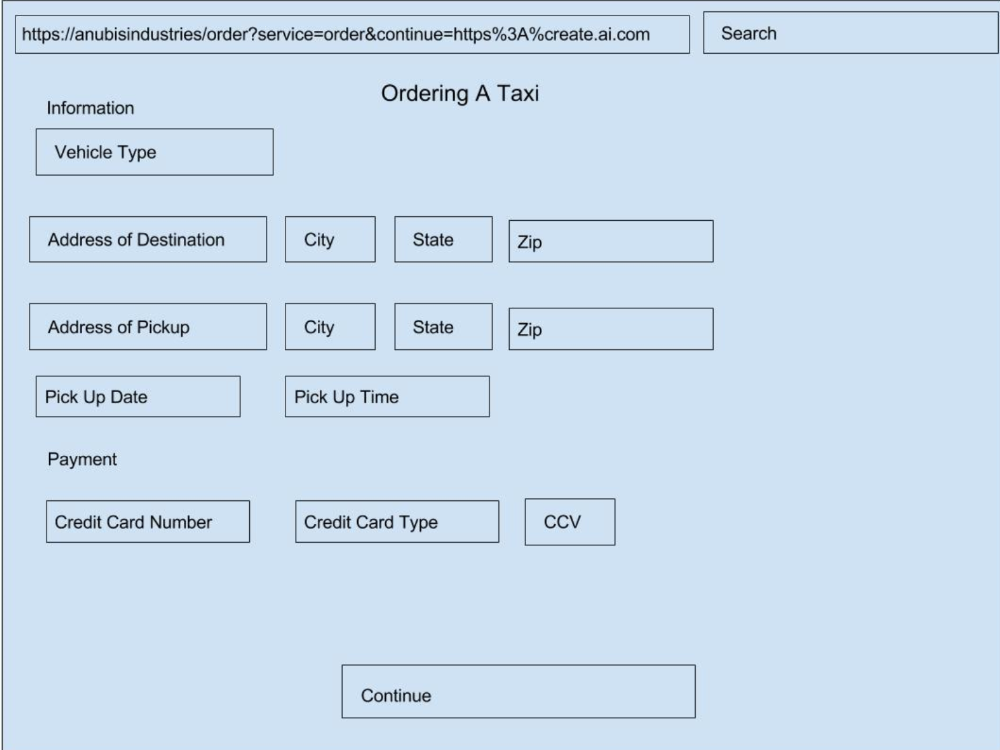 https://anubisindustries/order?service=order&continue=https%3A%create.ai.com
Search
Ordering A Taxi
Information
Vehicle Type
Address of Destination
City
State
Zip
Address of Pickup
City
State
Zip
Pick Up Date
Pick Up Time
Payment
Credit Card Number
Credit Card Type
CCV
Continue